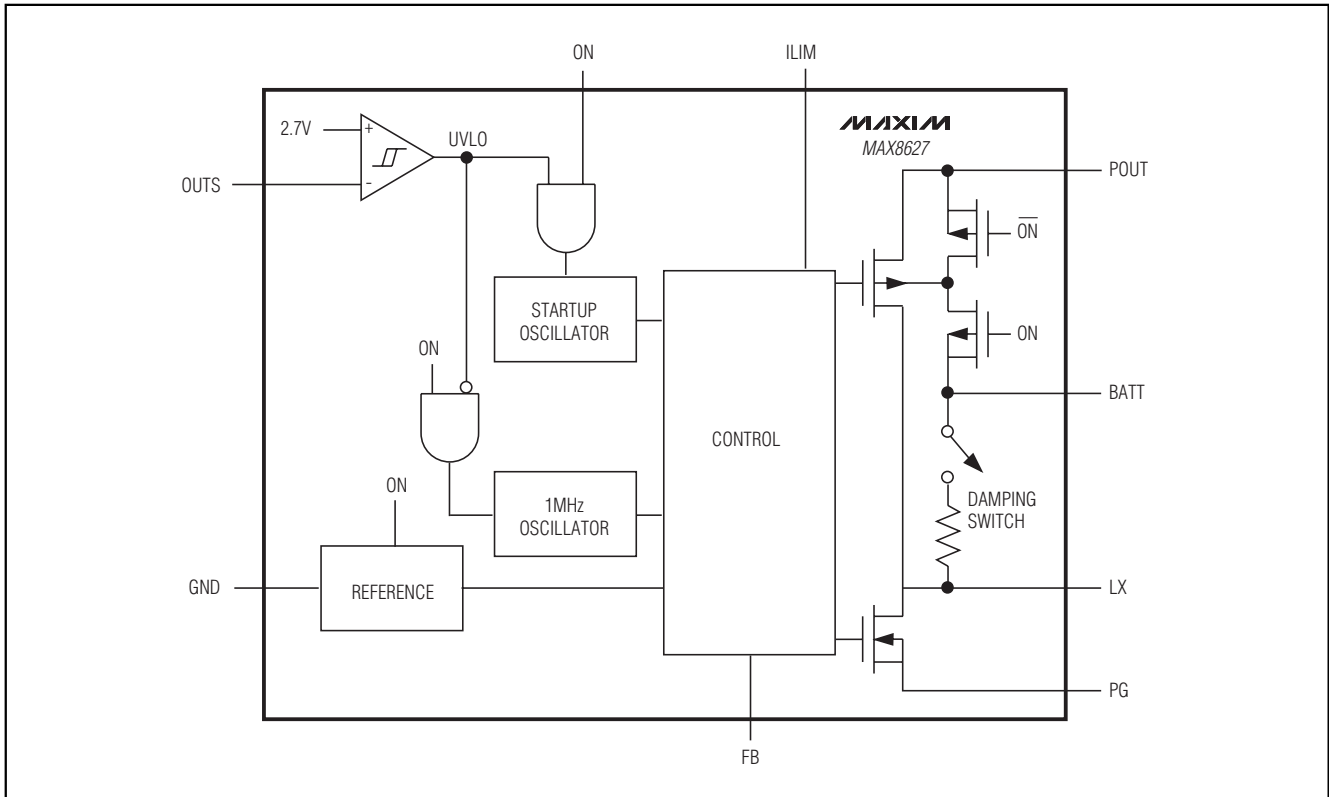 ON
ILIM
2.7V
+
-
UVLO
OUTS
MAXIM
MAX8627
POUT
ON
STARTUP
OSCILLATOR
ON
ON
BATT
CONTROL
ON
1MHz
OSCILLATOR
DAMPING
SWITCH
GND
REFERENCE
LX
PG
FB